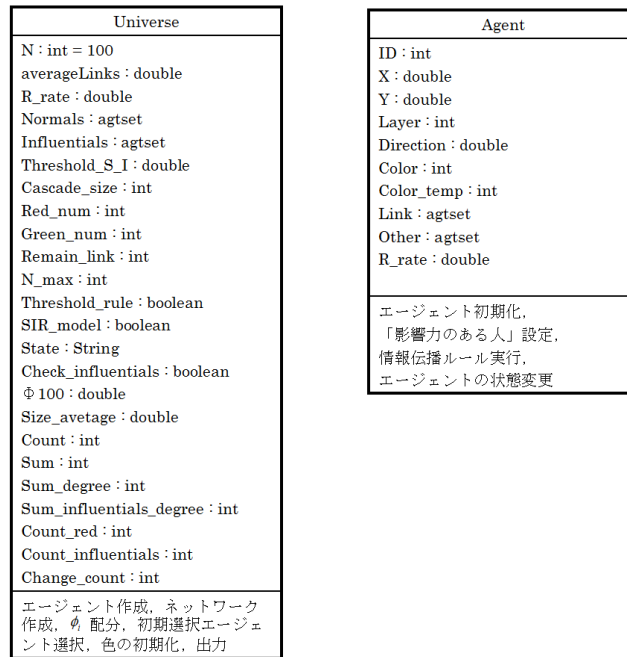 Universe
N：int = 100
averageLinks：double
R_rate：double
Normals：agtset
Influentials：agtset
Threshold_S_I：double
Cascade_size：int
Red_num：int
Green_num：int
Remain_link：int
N_max：int
Threshold_rule：boolean
SIR_model：boolean
State：String
Check_influentials：boolean
Φ100：double
Size_avetage：double
Count：int
Sum：int
Sum_degree：int
Sum_influentials_degree：int
Count_red：int
Count_influentials：int
Change_count：int
エージェント作成，ネットワーク
作成，ϕi 配分，初期選択エージェ
ント選択，色の初期化，出力
Agent
ID：int
X：double
Y：double
Layer：int
Direction：double
Color：int
Color_temp：int
Link：agtset
Other：agtset
R_rate：double
エージェント初期化，
「影響力のある人」設定，
情報伝播ルール実行，
エージェントの状態変更